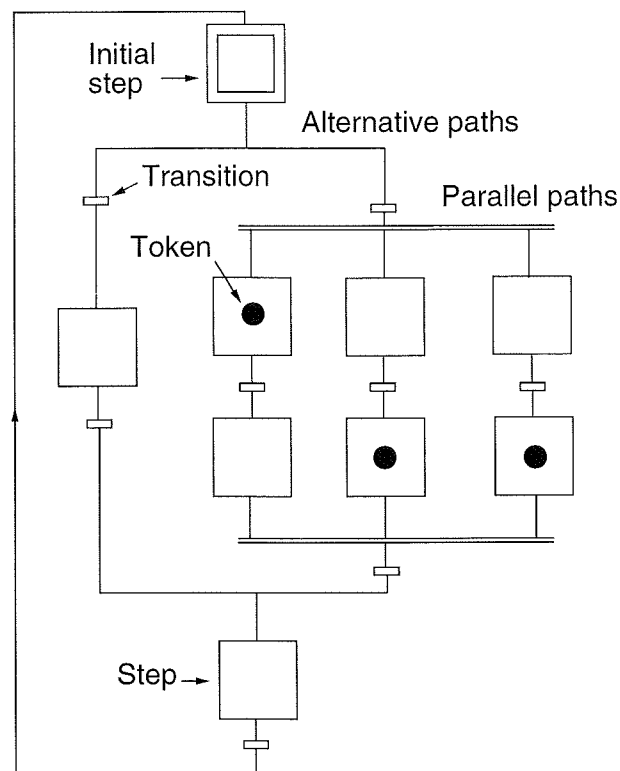 Initial
step
Alternative paths
Transition
Parallel paths
Token
Step